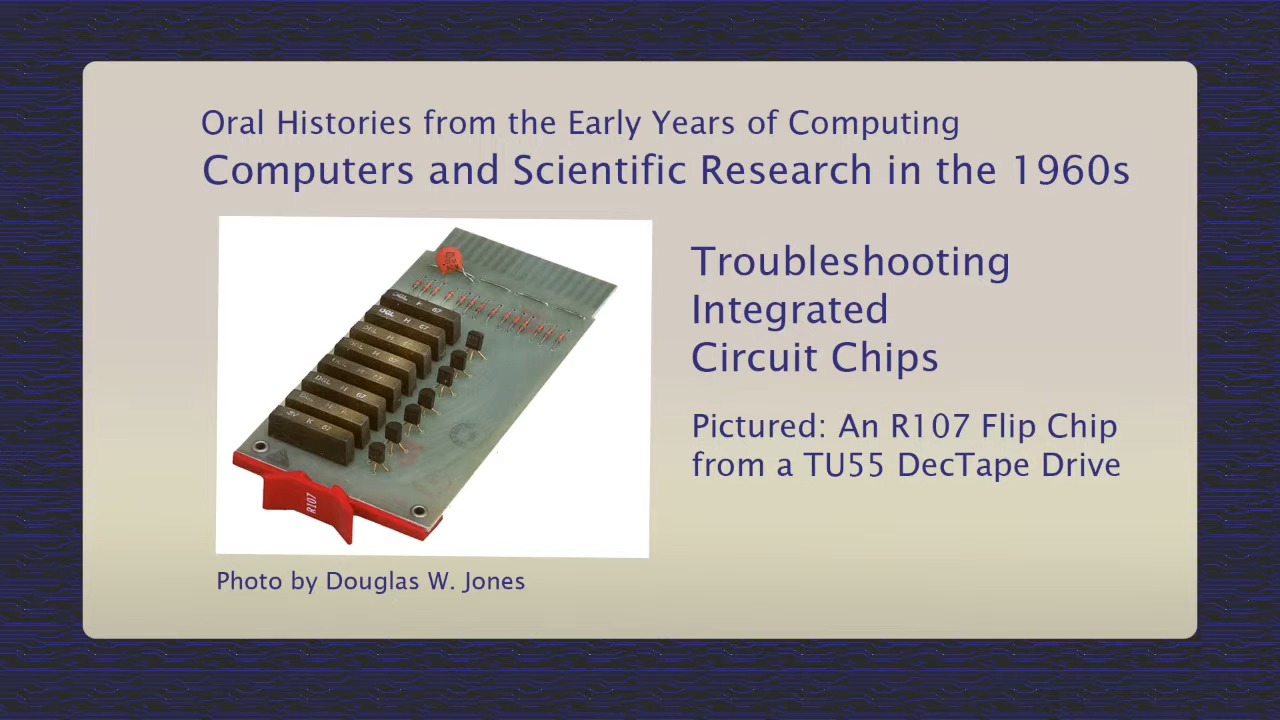 Oral Histories from the Early Years of Computing
Computers and Scientific Research in the 1960s
Troubleshooting
Integrated
Circuit Chips
Pictured: An R107 Flip Chip
from a TU55 DecTape Drive
R107
Photo by Douglas W. Jones